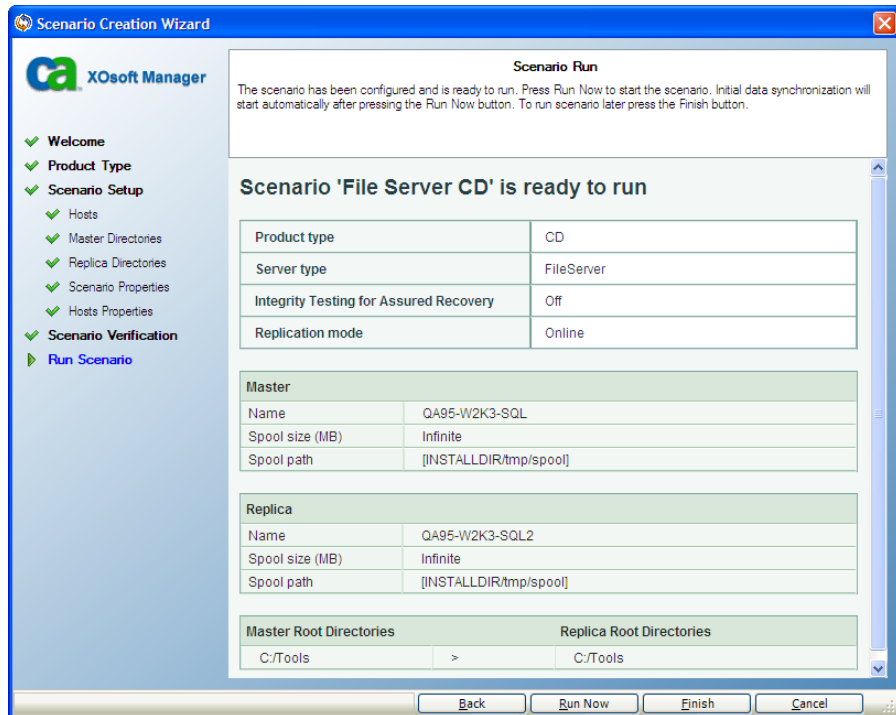 Scenario Creation Wizard
ca
XOsoft Manager
Welcome
Product Type
Scenario Setup
Hosts
Master Directories
Replica Directories
Scenario Properties
Hosts Properties
Scenario Verification
Run Scenario
Scenario Run
The scenario has been configured and is ready to run. Press Run Now to start the scenario. Initial data synchronization will
start automatically after pressing the Run Now button. To run scenario later press the Finish button.
Scenario 'File Server CD' is ready to run
Product type CD
Server type FileServer
Integrity Testing for Assured Recovery Off
Replication mode Online
Master
Name QA95-W2K3-SQL
Spool size (MB) Infinite
Spool path [INSTALLDIR/tmp/spool]
Replica
Name QA95-W2K3-SQL2
Spool size (MB) Infinite
Spool path [INSTALLDIR/tmp/spool]
Master Root Directories Replica Root Directories
C:/Tools > C:/Tools
Back Run Now Finish Cancel